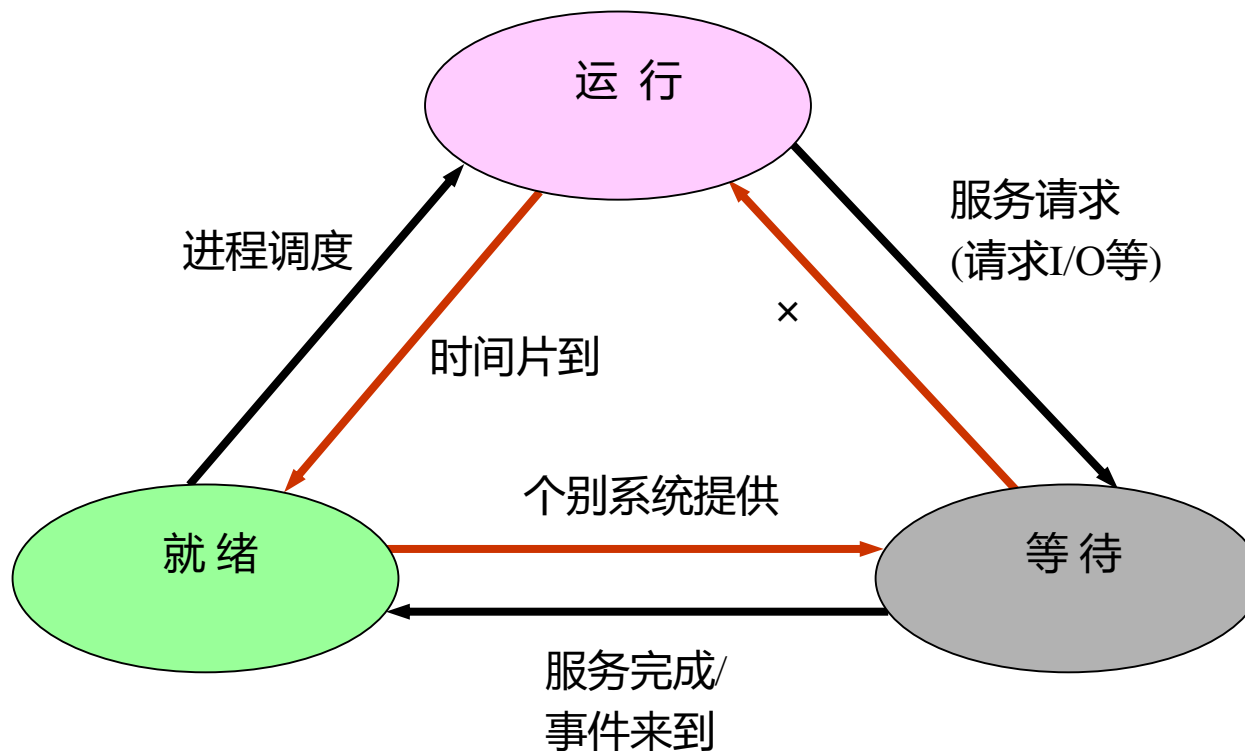 运 行
服务请求
(请求I/O等)
进程调度
×
时间片到
个别系统提供
就 绪
等 待
服务完成/
事件来到